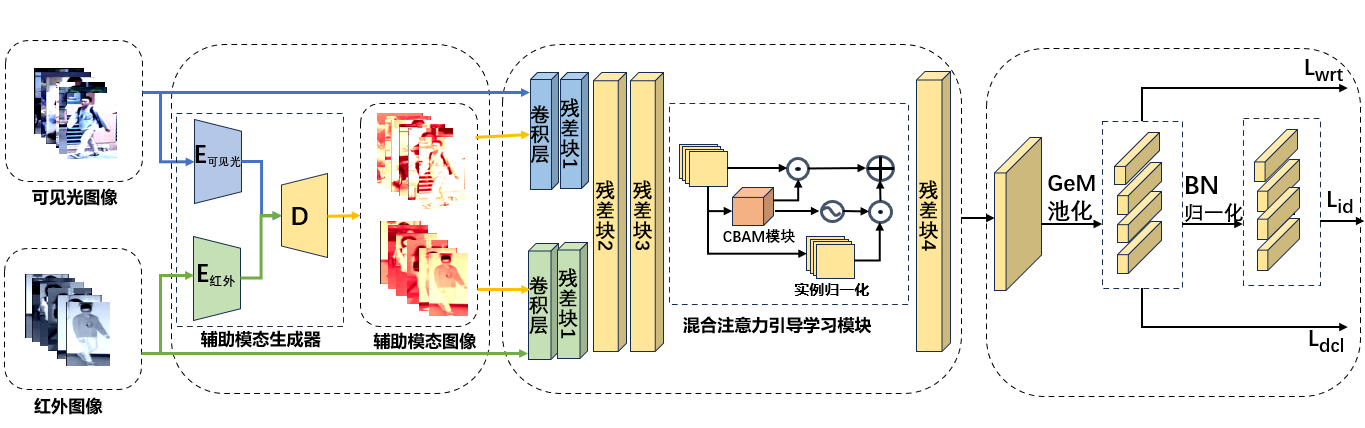 可见光图像
红外图像
E可见光
E红外
D
辅助模态生成器
辅助模态图像
卷积层
残差块1
卷积层
残差块1
残差块2
残差块3
CBAM模块
实例归一化
混合注意力引导学习模块
残差块4
GeM
池化
BN
归一化
Lwrt
Lid
Ldcl